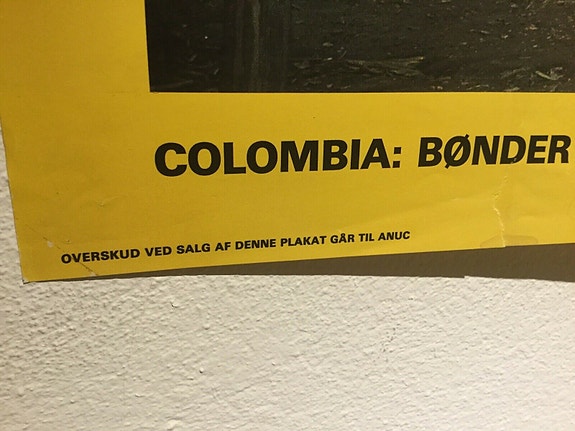 COLOMBIA: BØNDER
OVERSKUD VED SALG AF DENNE PLAKAT GÅR TIL ANUC